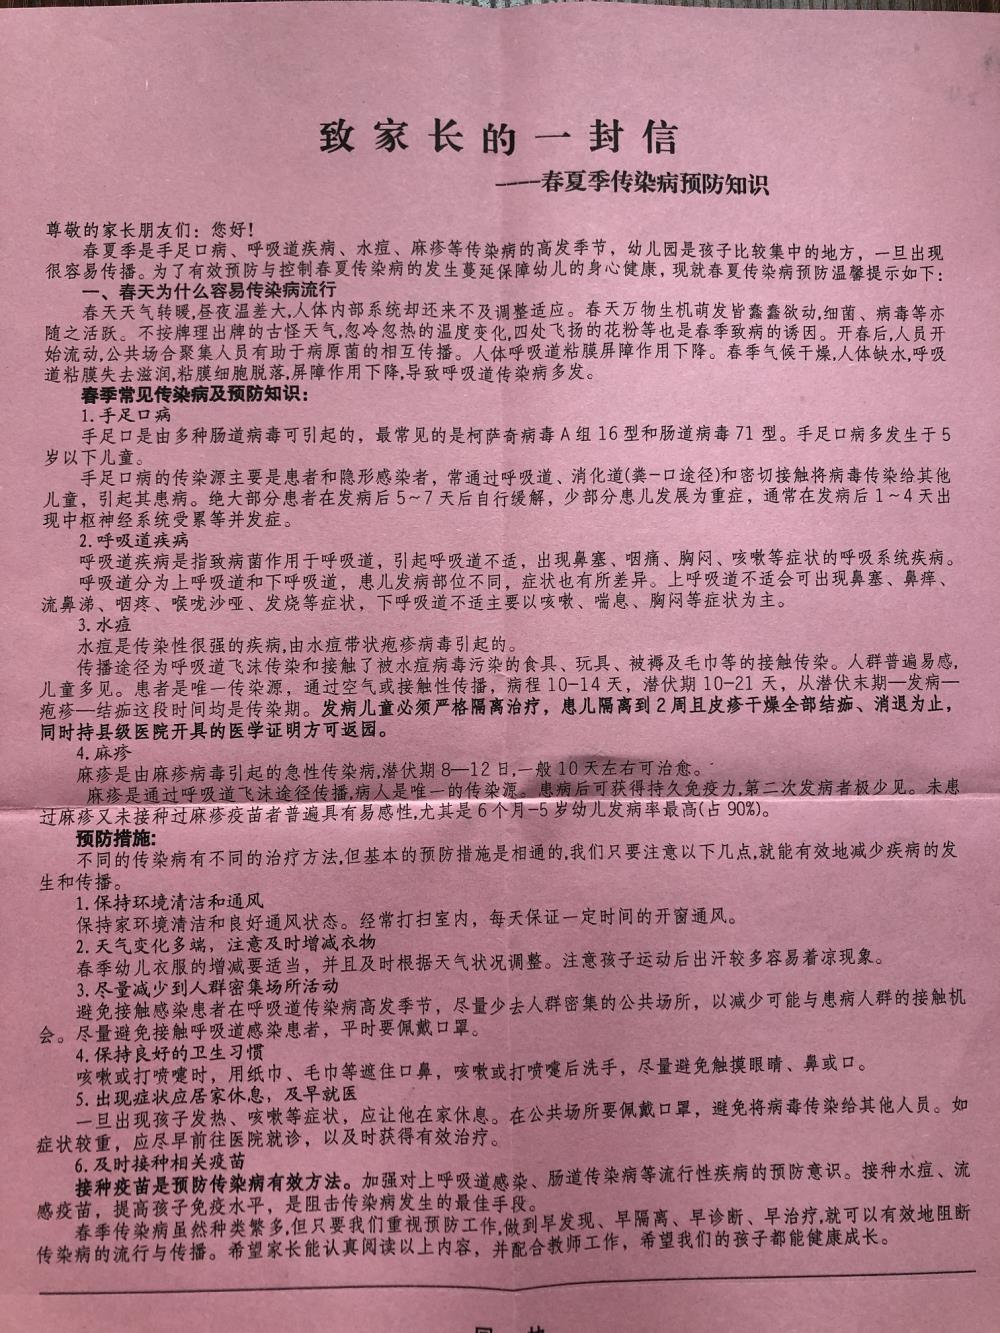 致家长的一封信
——春夏季传染病预防知识
尊敬的家长朋友们：您好！
春夏季是手足口病、呼吸道疾病、水痘、麻疹等传染病的高发季节，幼儿园是孩子比较集中的地方，一旦出现
很容易传播。为了有效预防与控制春夏传染病的发生蔓延保障幼儿的身心健康，现就春夏传染病预防温馨提示如下：
一、春天为什么容易传染病流行
春天天气转暖,昼夜温差大,人体内部系统却还来不及调整适应。春天万物生机萌发皆蠢蠢欲动,细菌、病毒等亦
随之活跃。不按牌理出牌的古怪天气,忽冷忽热的温度变化,四处飞扬的花粉等也是春季致病的诱因。开春后,人员开
始流动,公共场合聚集人员有助于病原菌的相互传播。人体呼吸道粘膜屏障作用下降。春季气候干燥,人体缺水,呼吸
道粘膜失去滋润,粘膜细胞脱落,屏障作用下降,导致呼吸道传染病多发。
春季常见传染病及预防知识：
1.手足口病
手足口是由多种肠道病毒可引起的，最常见的是柯萨奇病毒A组16型和肠道病毒71型。手足口病多发生于5
岁以下儿童。
手足口病的传染源主要是患者和隐形感染者，常通过呼吸道、消化道(粪-口途径)和密切接触将病毒传染给其他
儿童，引起其患病。绝大部分患者在发病后5~7天后自行缓解，少部分患儿发展为重症，通常在发病后1~4天出
现中枢神经系统受累等并发症。
2.呼吸道疾病
呼吸道疾病是指致病菌作用于呼吸道，引起呼吸道不适，出现鼻塞、咽痛、胸闷、咳嗽等症状的呼吸系统疾病。
呼吸道分为上呼吸道和下呼吸道，患儿发病部位不同，症状也有所差异。上呼吸道不适会可出现鼻塞、鼻痒、
流鼻涕、咽疼、喉咙沙哑、发烧等症状，下呼吸道不适主要以咳嗽、喘息、胸闷等症状为主。
3.水痘
水痘是传染性很强的疾病,由水痘带状疱疹病毒引起的。
传播途径为呼吸道飞沫传染和接触了被水痘病毒污染的食具、玩具、被褥及毛巾等的接触传染。人群普遍易感,
儿童多见。患者是唯一传染源，通过空气或接触性传播，病程10-14天，潜伏期10-21天，从潜伏末期—发病—
疱疹—结痂这段时间均是传染期。发病儿童必须严格隔离治疗，患儿隔离到2周且皮疹干燥全部结痂、消退为止，
同时持县级医院开具的医学证明方可返园。
4.麻疹
麻疹是由麻疹病毒引起的急性传染病,潜伏期8—12日,一般10天左右可治愈。
麻疹是通过呼吸道飞沫途径传播,病人是唯一的传染源。患病后可获得持久免疫力,第二次发病者极少见。未患
过麻疹又未接种过麻疹疫苗者普遍具有易感性,尤其是6个月-5岁幼儿发病率最高(占90%)。
预防措施:
不同的传染病有不同的治疗方法,但基本的预防措施是相通的,我们只要注意以下几点,就能有效地减少疾病的发
生和传播。
1.保持环境清洁和通风
保持家环境清洁和良好通风状态。经常打扫室内，每天保证一定时间的开窗通风。
2.天气变化多端，注意及时增减衣物
春季幼儿衣服的增减要适当，并且及时根据天气状况调整。注意孩子运动后出汗较多容易着凉现象。
3.尽量减少到人群密集场所活动
避免接触感染患者在呼吸道传染病高发季节，尽量少去人群密集的公共场所，以减少可能与患病人群的接触机
会。尽量避免接触呼吸道感染患者，平时要佩戴口罩。
4.保持良好的卫生习惯
咳嗽或打喷嚏时，用纸巾、毛巾等遮住口鼻，咳嗽或打喷嚏后洗手，尽量避免触摸眼睛、鼻或口。
5.出现症状应居家休息，及早就医
一旦出现孩子发热、咳嗽等症状，应让他在家休息。在公共场所要佩戴口罩，避免将病毒传染给其他人员。如
症状较重，应尽早前往医院就诊，以及时获得有效治疗。
6.及时接种相关疫苗
接种疫苗是预防传染病有效方法。加强对上呼吸道感染、肠道传染病等流行性疾病的预防意识。接种水痘、流
感疫苗，提高孩子免疫水平，是阻击传染病发生的最佳手段。
春季传染病虽然种类繁多,但只要我们重视预防工作,做到早发现、早隔离、早诊断、早治疗,就可以有效地阻断
传染病的流行与传播。希望家长能认真阅读以上内容，并配合教师工作，希望我们的孩子都能健康成长。